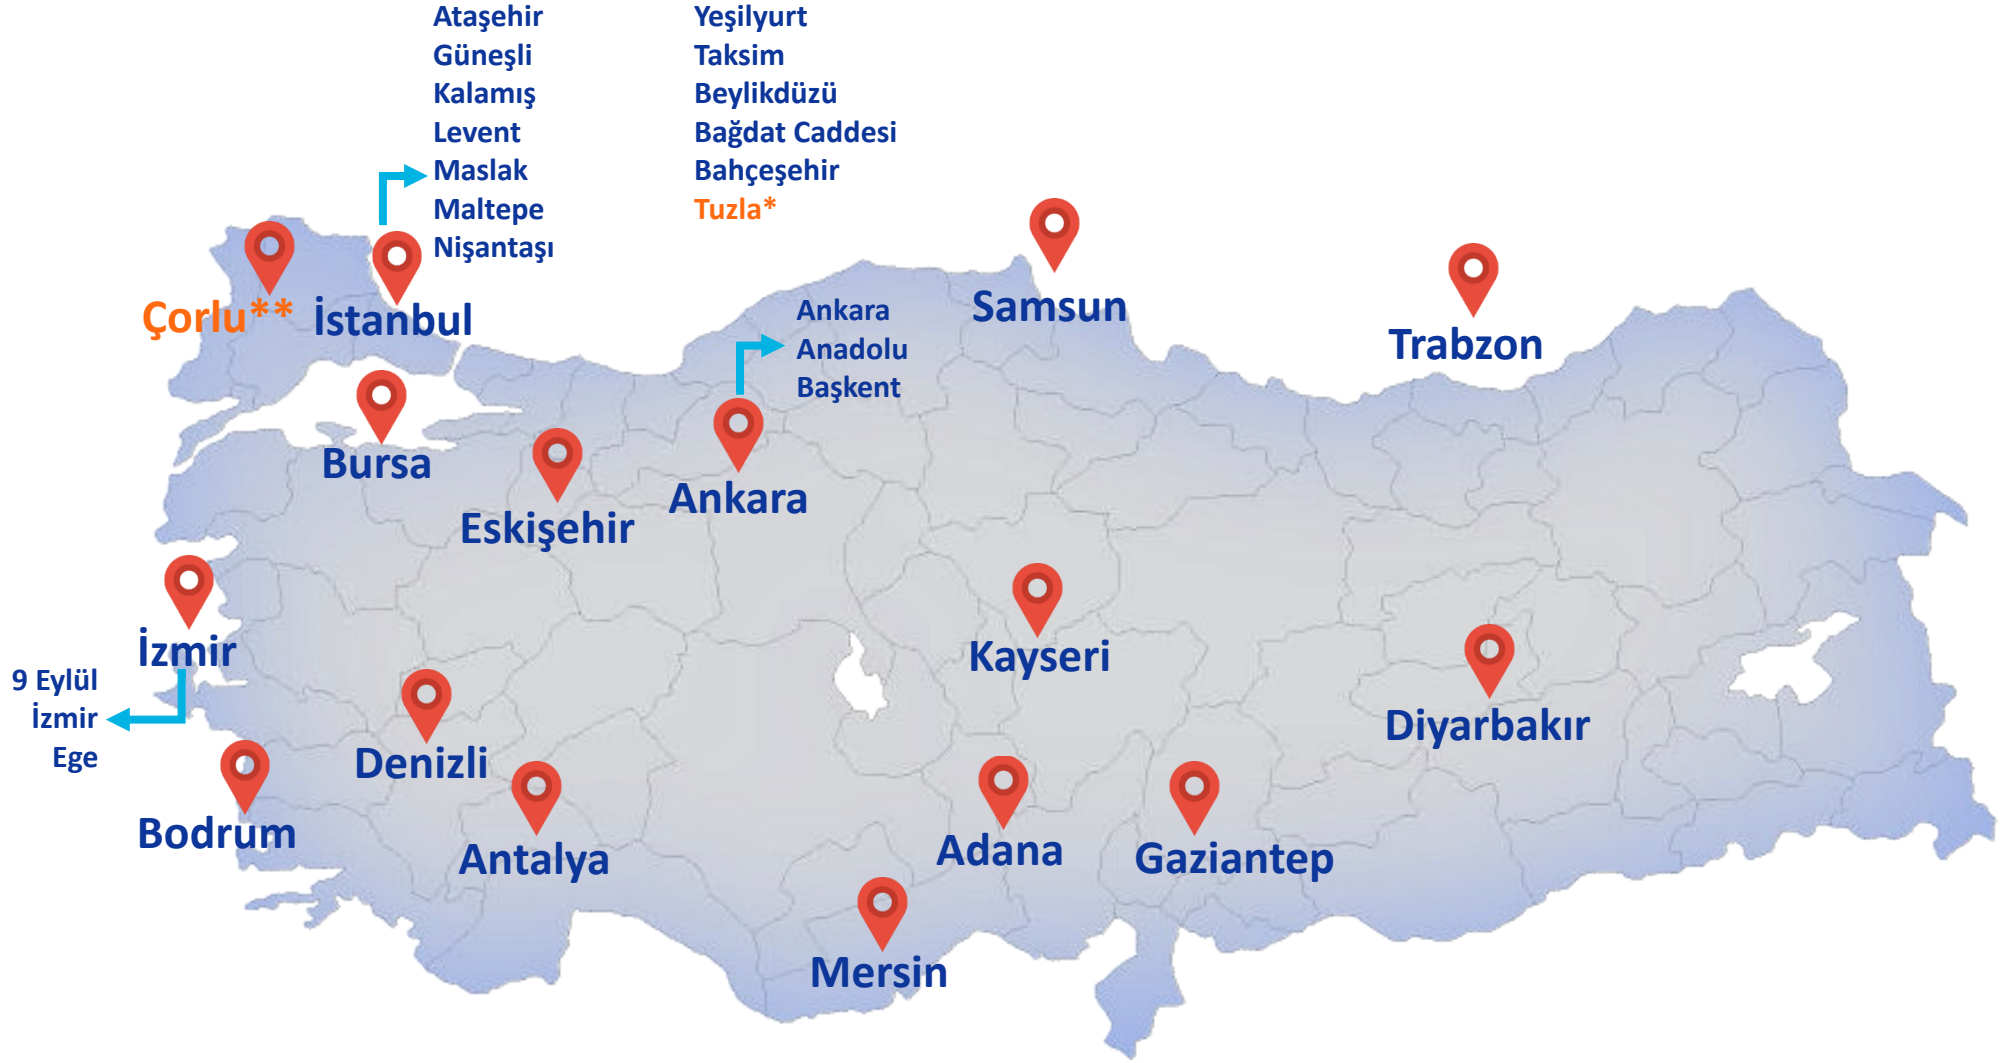 Ataşehir
Güneşli
Kalamış
Levent
Maslak
Maltepe
Nişantaşı
Yeşilyurt
Taksim
Beylikdüzü
Bağdat Caddesi
Bahçeşehir
Tuzla*
Çorlu**
İstanbul
Samsun
Trabzon
Ankara
Anadolu
Başkent
Bursa
Eskişehir
Ankara
İzmir
9 Eylül
İzmir
Ege
Kayseri
Diyarbakır
Denizli
Bodrum
Antalya
Adana
Gaziantep
Mersin